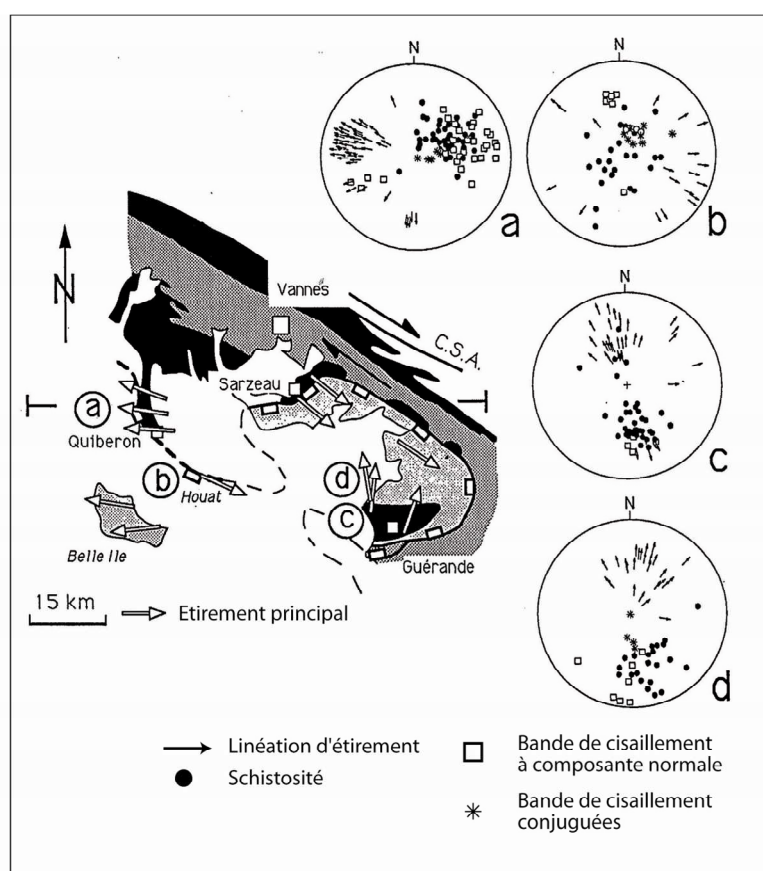 N
N
a
b
N
Vannes
C.S.A.
Sarzeau
N
a
Quiberon
b
Houat
d
c
c
Belle Ile
Guérande
N
15 km
Etirement principal
d
Linéation d'étirement
Schistosité
Bande de cisaillement
à composante normale
Bande de cisaillement
conjuguées